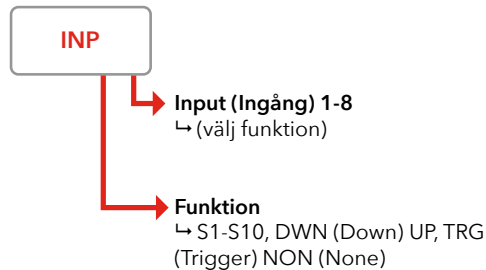 INP
Input (Ingång) 1-8
↳ (välj funktion)
Funktion
↳ S1-S10, DWN (Down) UP, TRG
(Trigger) NON (None)